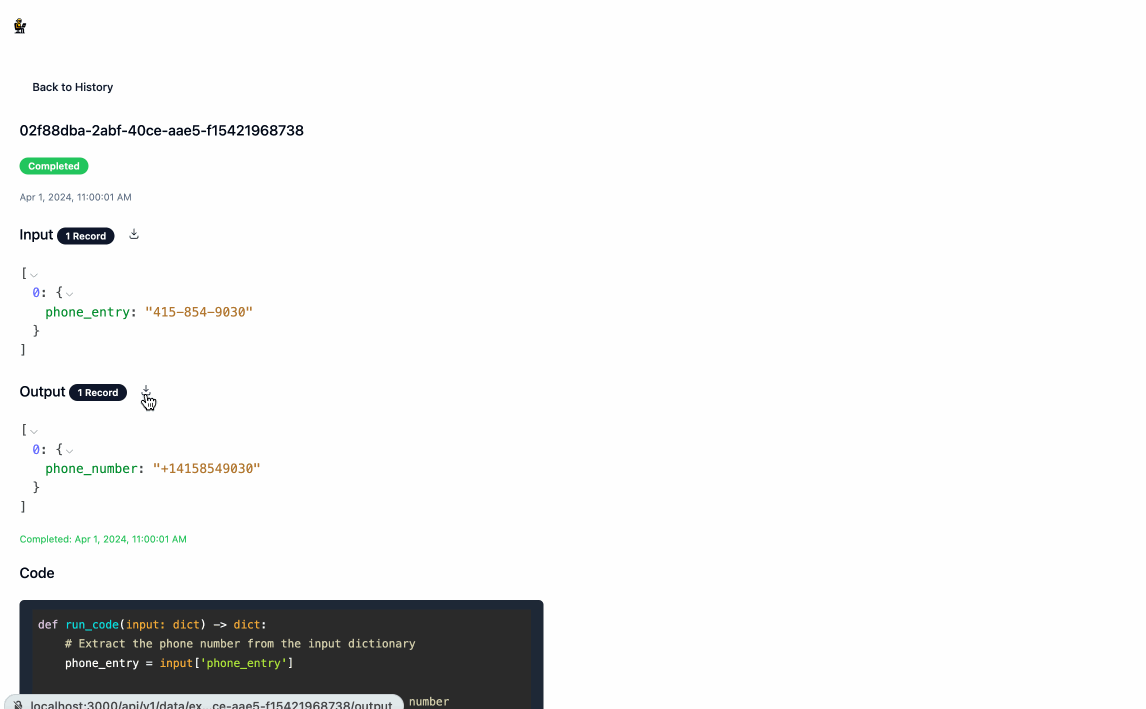 Back to History
02f88dba-2abf-40ce-aae5-f15421968738
Completed
Apr 1, 2024, 11:00:01 AM
Input 1 Record
[
0: {
phone_entry: "415-854-9030"
}
]
Output 1 Record
[
0: {
phone_number: "+14158549030"
}
]
Completed: Apr 1, 2024, 11:00:01 AM
Code
def run_code(input: dict) -> dict:
# Extract the phone number from the input dictionary
phone_entry = input['phone_entry']
number
localhost:3000/api/v1/data/ex...ce-aae5-f15421968738/output